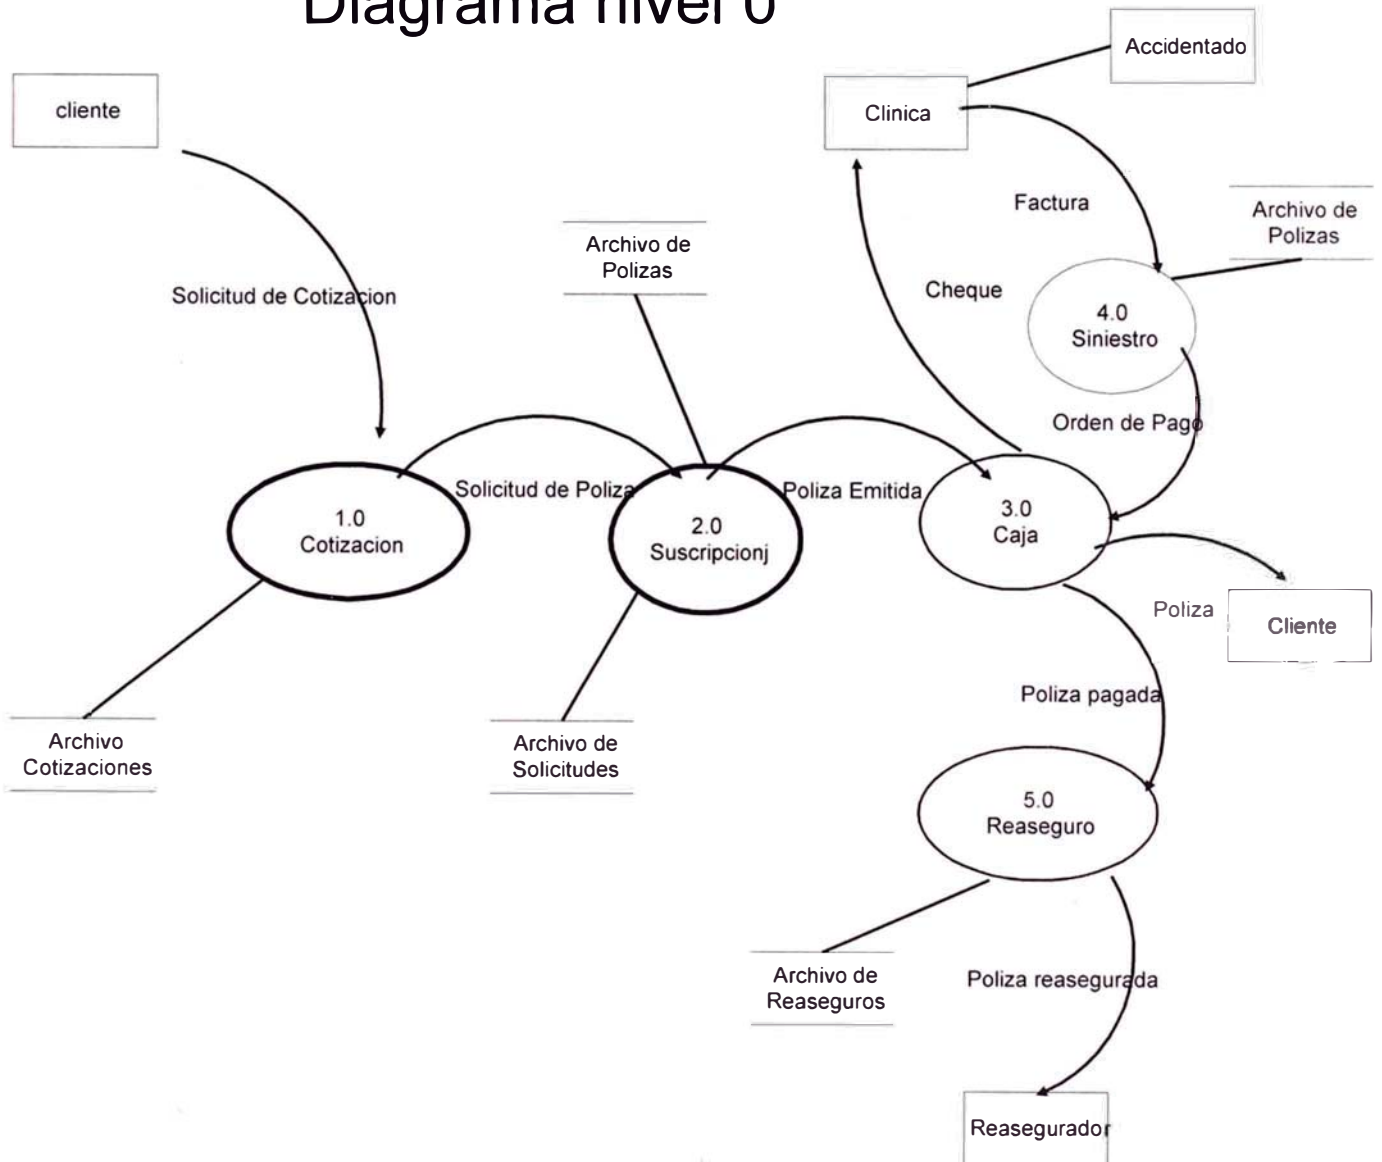 Diagrama nivel 0
Accidentado
cliente
Clinica
Factura
Archivo de
Polizas
Archivo de
Polizas
Solicitud de Cotizacion
Cheque
4.0
Siniestro
Orden de Pago
Solicitud de Poliza
Poliza Emitida
1.0
Cotizacion
2.0
Suscripcionj
3.0
Caja
Poliza
Cliente
Poliza pagada
Archivo
Cotizaciones
Archivo de
Solicitudes
5.0
Reaseguro
Archivo de
Reaseguros
Poliza reasegurada
Reasegurador